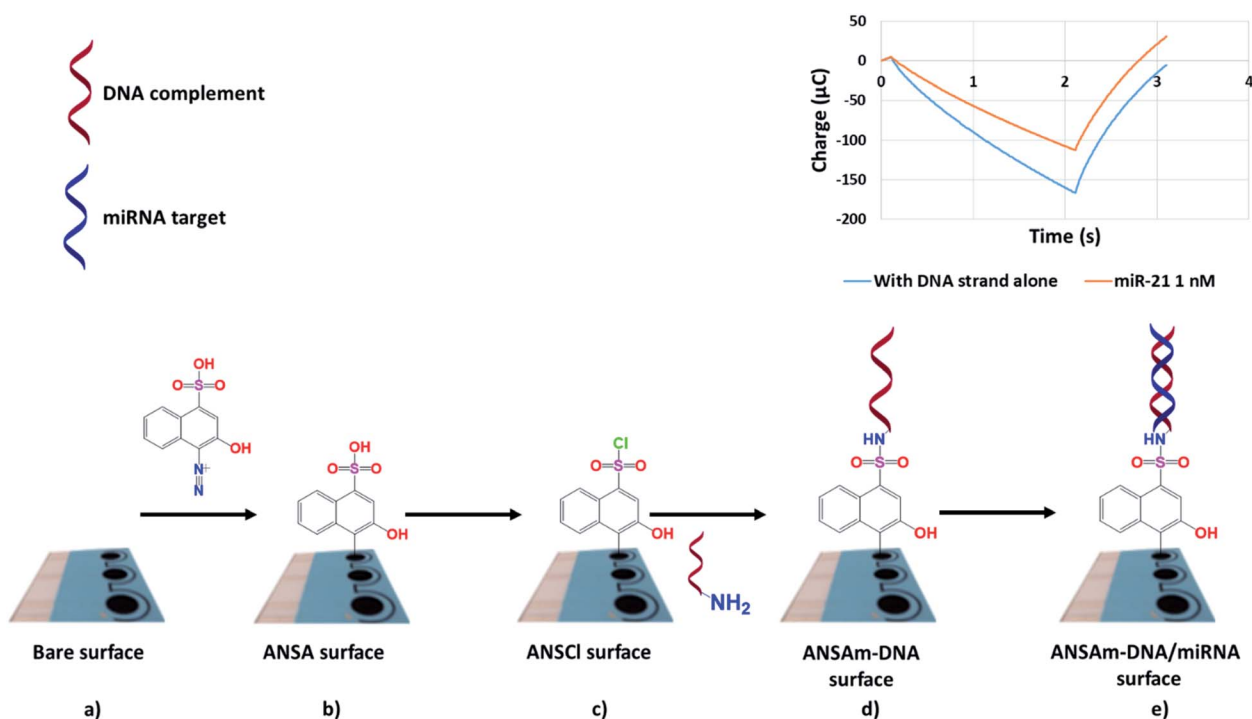 DNA complement
miRNA target
50
0
-50
-100
-150
-200
Charge (µC)
0 1 2 3 4
Time (s)
With DNA strand alone miR-21 1 nM
OH
O S O
OH
N+
N
OH
O S O
OH
Cl
O S O
OH
NH2
HN
O S O
OH
HN
O S O
OH
Bare surface
ANSA surface
ANSCl surface
ANSAm-DNA
surface
ANSAm-DNA/miRNA
surface
a) b) c) d) e)